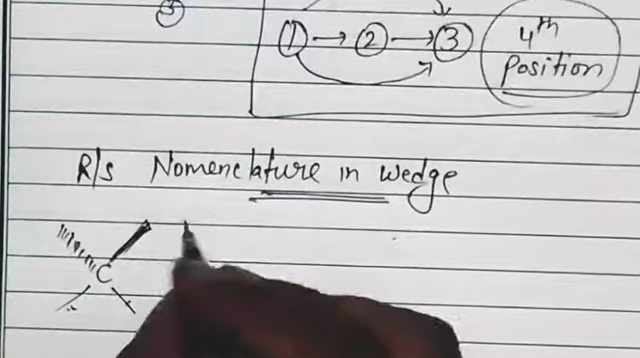 5
1 → 2 → 3
4th
Position
R/s Nomenclature in wedge
C